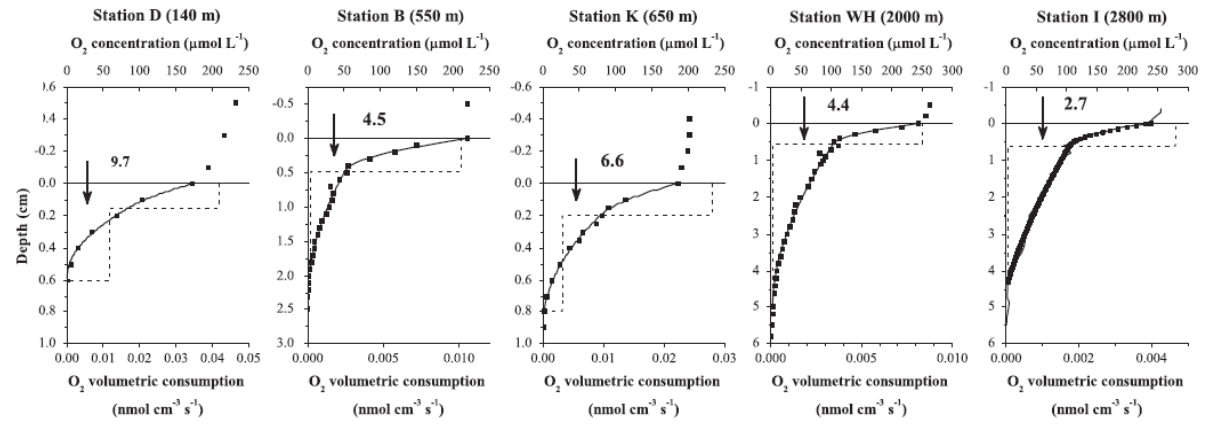 Station D (140 m)
O₂ concentration (μmol L⁻¹)
0 50 100 150 200 250
0.6
0.4
-0.2
0.0
0.2
0.4
0.6
0.8
1.0
Depth (cm)
9.7
0.00 0.01 0.02 0.03 0.04 0.05
O₂ volumetric consumption
(nmol cm⁻³ s⁻¹)
Station B (550 m)
O₂ concentration (μmol L⁻¹)
0 50 100 150 200 250
-0.5
0.0
0.5
1.0
1.5
2.0
2.5
3.0
4.5
0.000 0.005 0.010
O₂ volumetric consumption
(nmol cm⁻³ s⁻¹)
Station K (650 m)
O₂ concentration (μmol L⁻¹)
0 50 100 150 200 250
0.6
0.4
-0.2
0.0
0.2
0.4
0.6
0.8
1.0
6.6
0.00 0.01 0.02 0.03
O₂ volumetric consumption
(nmol cm⁻³ s⁻¹)
Station WH (2000 m)
O₂ concentration (μmol L⁻¹)
0 50 100 150 200 250 300
-1
0
1
2
3
4
5
6
4.4
0.000 0.005 0.010
O₂ volumetric consumption
(nmol cm⁻³ s⁻¹)
Station I (2800 m)
O₂ concentration (μmol L⁻¹)
0 50 100 150 200 250 300
-1
0
1
2
3
4
5
6
2.7
0.000 0.002 0.004
O₂ volumetric consumption
(nmol cm⁻³ s⁻¹)